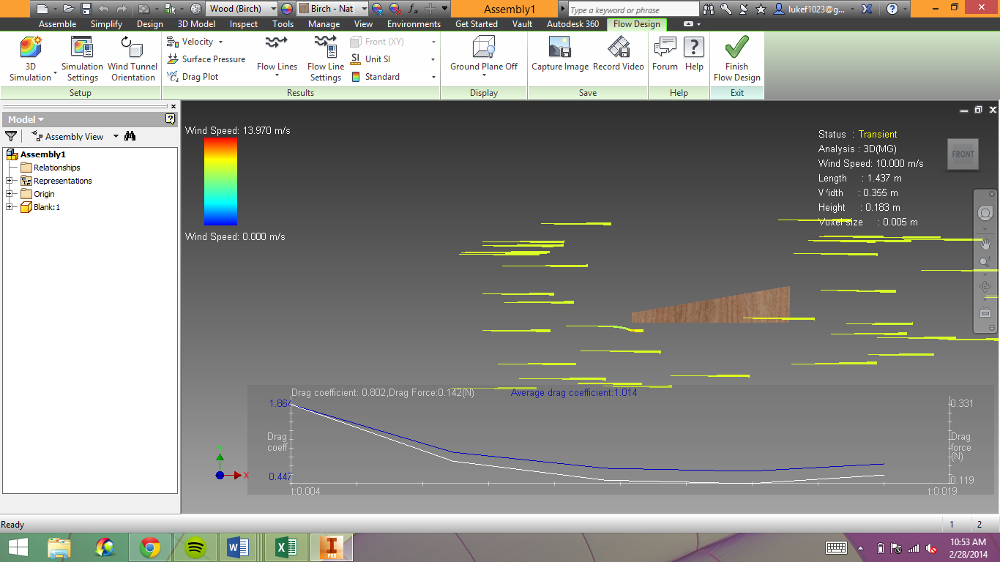 Wood (Birch)
Birch - Nat
Assembly1
Type a keyword or phrase
lukef1023@g...
Assemble Simplify Design 3D Model Inspect Tools Manage View Environments Get Started Vault Autodesk 360 Flow Design
3D Simulation
Simulation Settings
Wind Tunnel Orientation
Setup
Velocity
Surface Pressure
Drag Plot
Flow Lines
Flow Line Settings
Front (XY)
Unit SI
Standard
Results
Ground Plane Off
Display
Capture Image
Record Video
Save
Forum
Help
Help
Finish Flow Design
Exit
Model
Assembly View
Assembly1
Relationships
Representations
Origin
Blank:1
Wind Speed: 13.970 m/s
Wind Speed: 0.000 m/s
Status : Transient
Analysis : 3D(MG)
Wind Speed: 10.000 m/s
Length : 1.437 m
Width : 0.355 m
Height : 0.183 m
Voxel size : 0.005 m
FRONT
Drag coefficient: 0.802,Drag Force:0.142(N)
Average drag coefficient:1.014
1.864
Drag coeff
0.447
t:0.004
0.331
Drag force (N)
0.119
t:0.019
Y
X
Ready
1 2
PRO
10:53 AM
2/28/2014